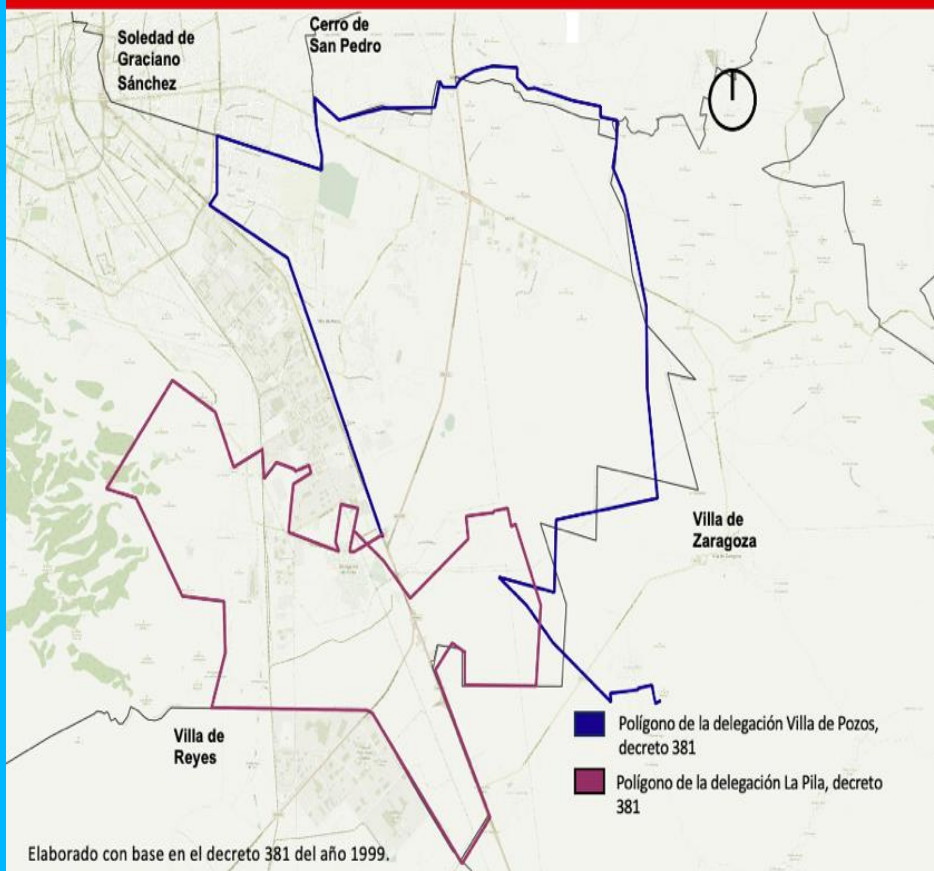 Soledad de
Graciano
Sánchez
Cerro de
San Pedro
Villa de
Zaragoza
Villa de
Reyes
Polígono de la delegación Villa de Pozos,
decreto 381
Polígono de la delegación La Pila, decreto
381
Elaborado con base en el decreto 381 del año 1999.